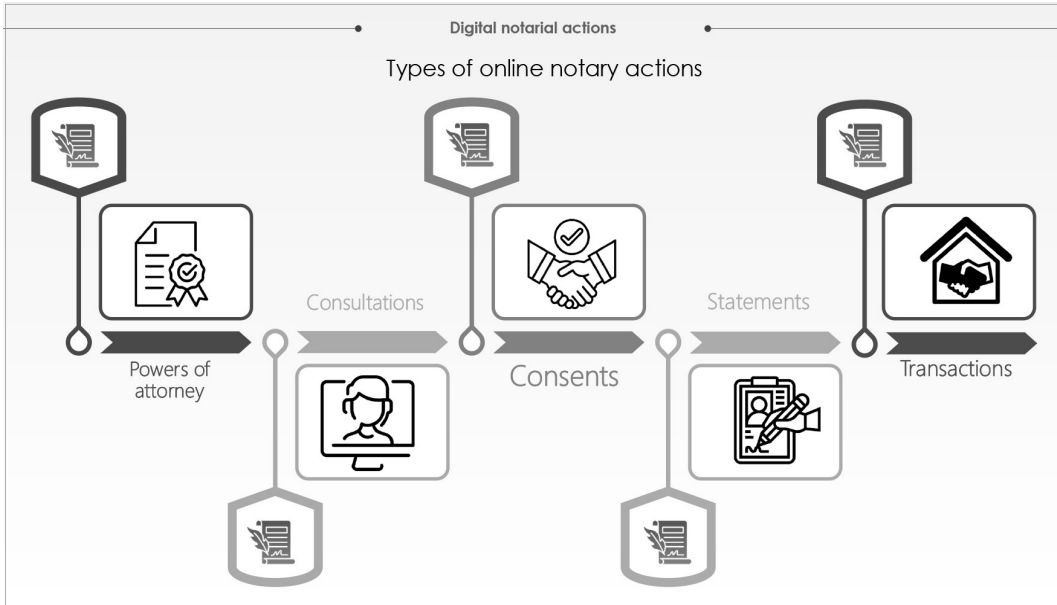 Digital notarial actions
Types of online notary actions
Powers of
attorney
Consultations
Consents
Statements
Transactions